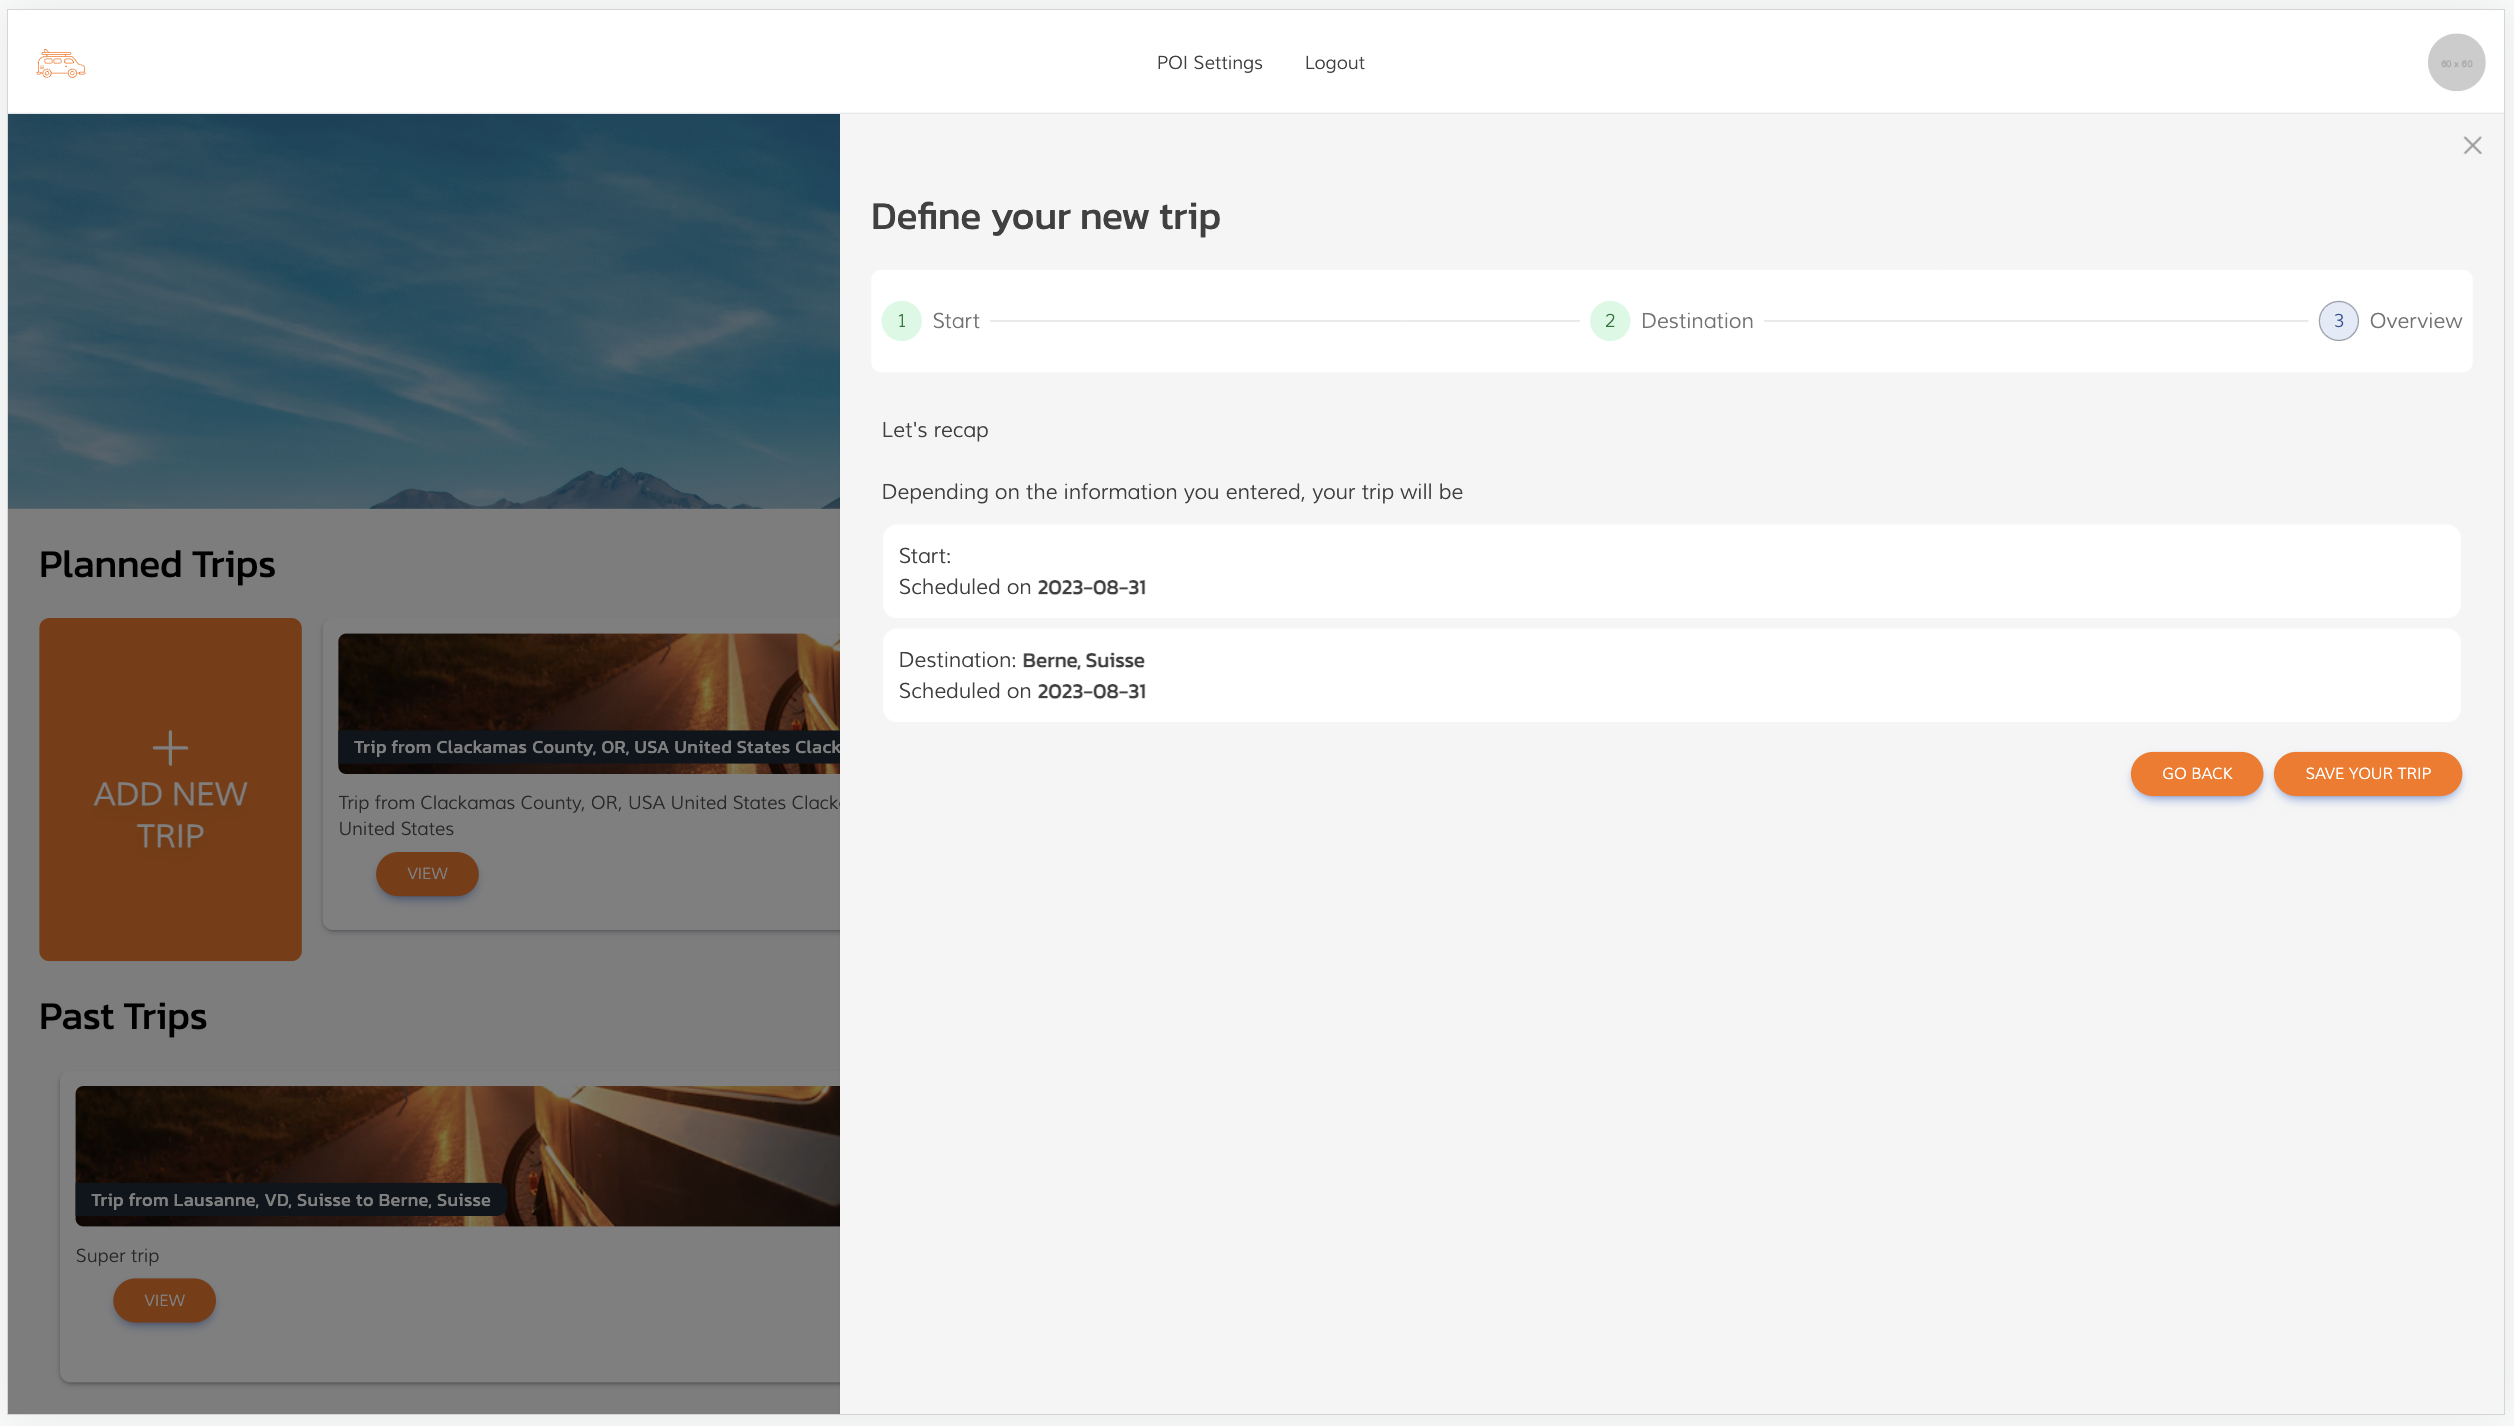 POI Settings
Logout
60 x 60
Define your new trip
1 Start
2 Destination
3 Overview
Let's recap
Depending on the information you entered, your trip will be
Start:
Scheduled on 2023-08-31
Destination: Berne, Suisse
Scheduled on 2023-08-31
GO BACK
SAVE YOUR TRIP
Planned Trips
ADD NEW
TRIP
Trip from Clackamas County, OR, USA United States Clack
Trip from Clackamas County, OR, USA United States Clack
United States
VIEW
Past Trips
Trip from Lausanne, VD, Suisse to Berne, Suisse
Super trip
VIEW